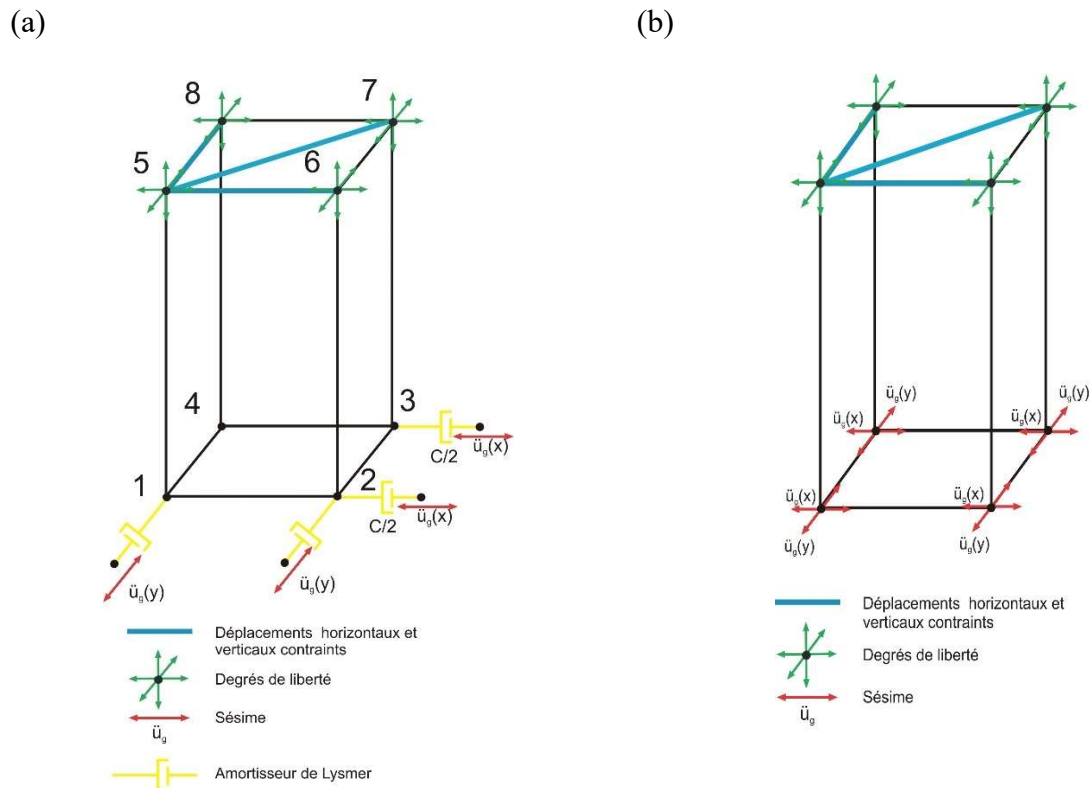 (a)
(b)
8
7
5
6
4
3
ü_g(x)
C/2
1
2
ü_g(x)
C/2
ü_g(y)
ü_g(y)
Déplacements horizontaux et
verticaux contraints
Degrés de liberté
Sésime
ü_g
Amortisseur de Lysmer
ü_g(y)
ü_g(x)
ü_g(x)
ü_g(y)
ü_g(x)
ü_g(x)
ü_g(y)
ü_g(y)
Déplacements horizontaux et
verticaux contraints
Degrés de liberté
Sésime
ü_g